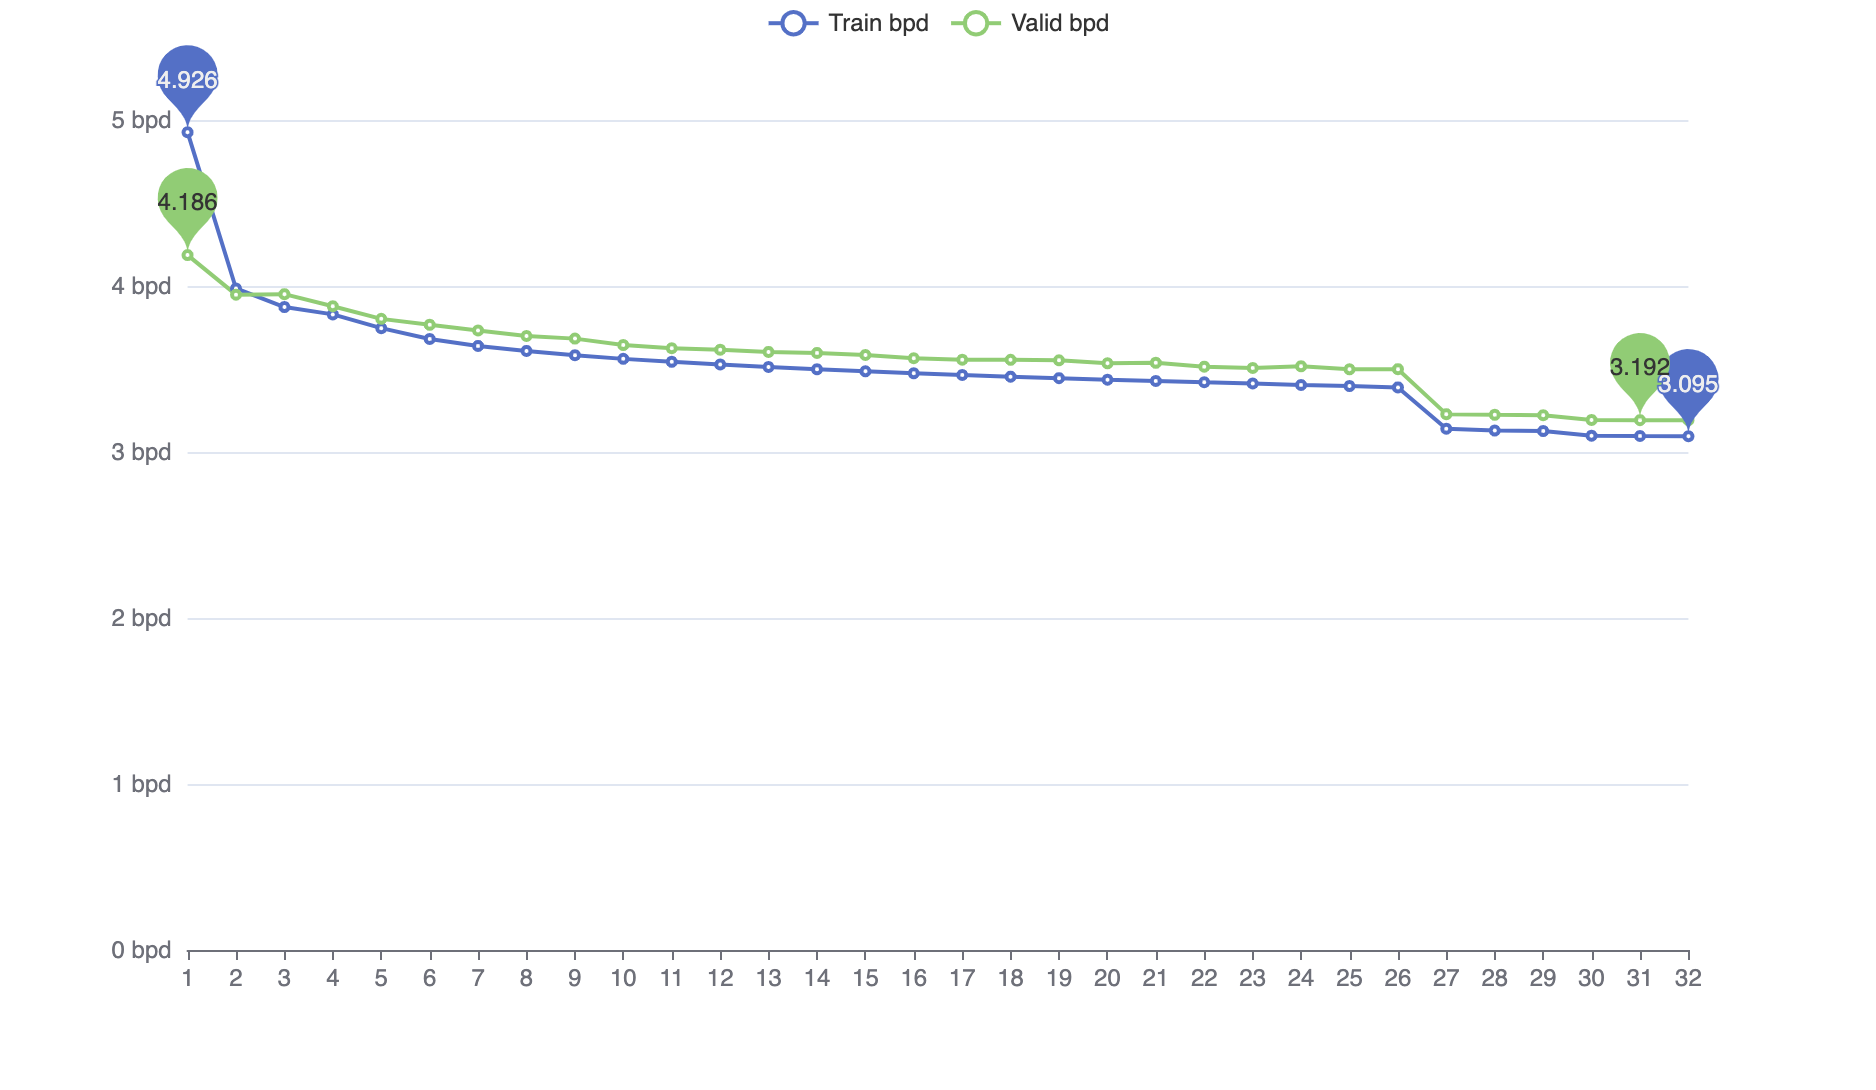 Train bpd Valid bpd
4.926
5 bpd
4.186
4 bpd
3.192
3.095
3 bpd
2 bpd
1 bpd
0 bpd
1 2 3 4 5 6 7 8 9 10 11 12 13 14 15 16 17 18 19 20 21 22 23 24 25 26 27 28 29 30 31 32